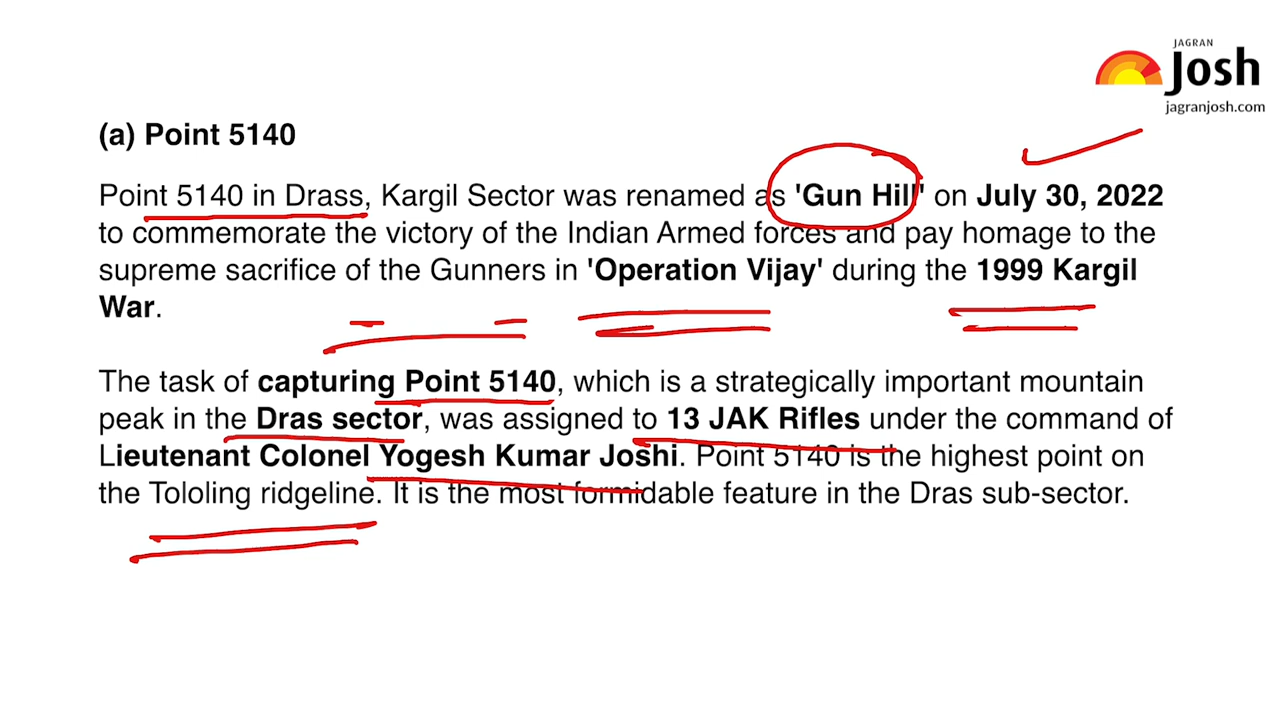 JAGRAN
Josh
jagranjosh.com
(a) Point 5140
Point 5140 in Drass, Kargil Sector was renamed as 'Gun Hill' on July 30, 2022
to commemorate the victory of the Indian Armed forces and pay homage to the
supreme sacrifice of the Gunners in 'Operation Vijay' during the 1999 Kargil
War.
The task of capturing Point 5140, which is a strategically important mountain
peak in the Dras sector, was assigned to 13 JAK Rifles under the command of
Lieutenant Colonel Yogesh Kumar Joshi. Point 5140 is the highest point on
the Tololing ridgeline. It is the most formidable feature in the Dras sub-sector.